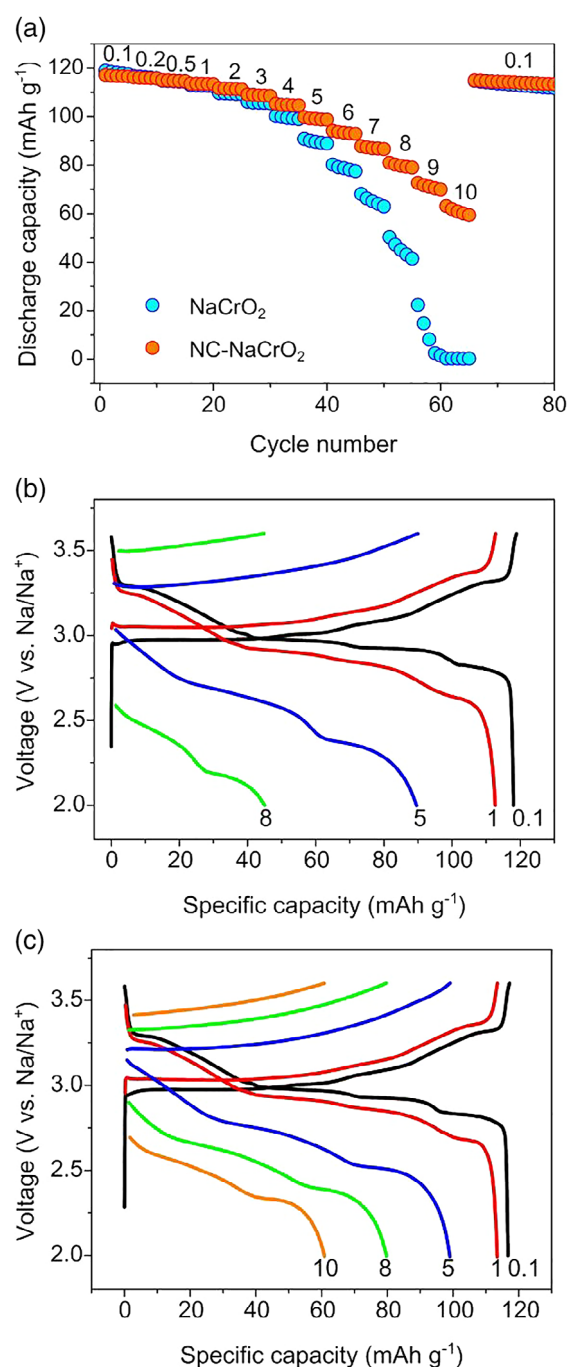 (a)
0.1 0.2 0.5 1 2 3 4 5 6 7 8 9 10 0.1
120
100
80
60
40
20
0
Discharge capacity (mAh g⁻¹)
NaCrO₂
NC-NaCrO₂
0 20 40 60 80
Cycle number
(b)
3.5
3.0
2.5
2.0
Voltage (V vs. Na/Na⁺)
8 5 1 0.1
0 20 40 60 80 100 120
Specific capacity (mAh g⁻¹)
(c)
3.5
3.0
2.5
2.0
Voltage (V vs. Na/Na⁺)
10 8 5 1 0.1
0 20 40 60 80 100 120
Specific capacity (mAh g⁻¹)